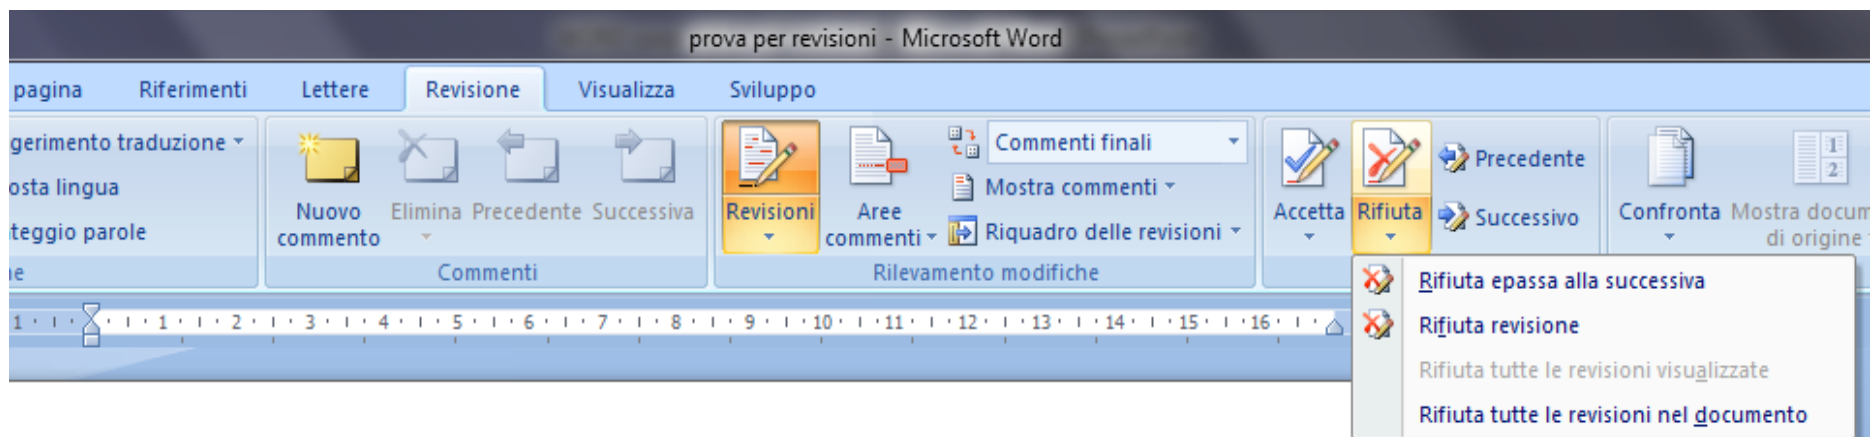 prova per revisioni - Microsoft Word
pagina Riferimenti Lettere Revisione Visualizza Sviluppo
gerimento traduzione
osta lingua
teggio parole
ne
Nuovo
commento
Elimina
Precedente
Successiva
Commenti
Revisioni
Aree
commenti
Commenti finali
Mostra commenti
Riquadro delle revisioni
Rilevamento modifiche
Accetta
Rifiuta
Precedente
Successivo
Confronta
Mostra docum
di origine
Rifiuta epassa alla successiva
Rifiuta revisione
Rifiuta tutte le revisioni visualizzate
Rifiuta tutte le revisioni nel documento
1 1 2 3 4 5 6 7 8 9 10 11 12 13 14 15 16